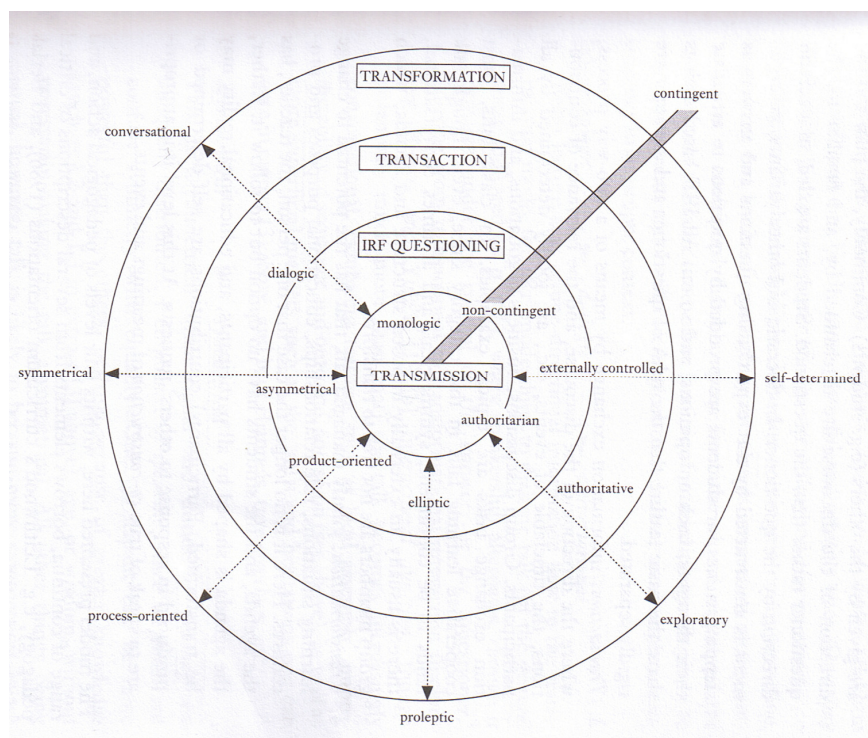 TRANSFORMATION
contingent
conversational
TRANSACTION
IRF QUESTIONING
dialogic
non-contingent
monologic
symmetrical
asymmetrical
TRANSMISSION
externally controlled
self-determined
authoritarian
product-oriented
elliptic
authoritative
process-oriented
exploratory
proleptic